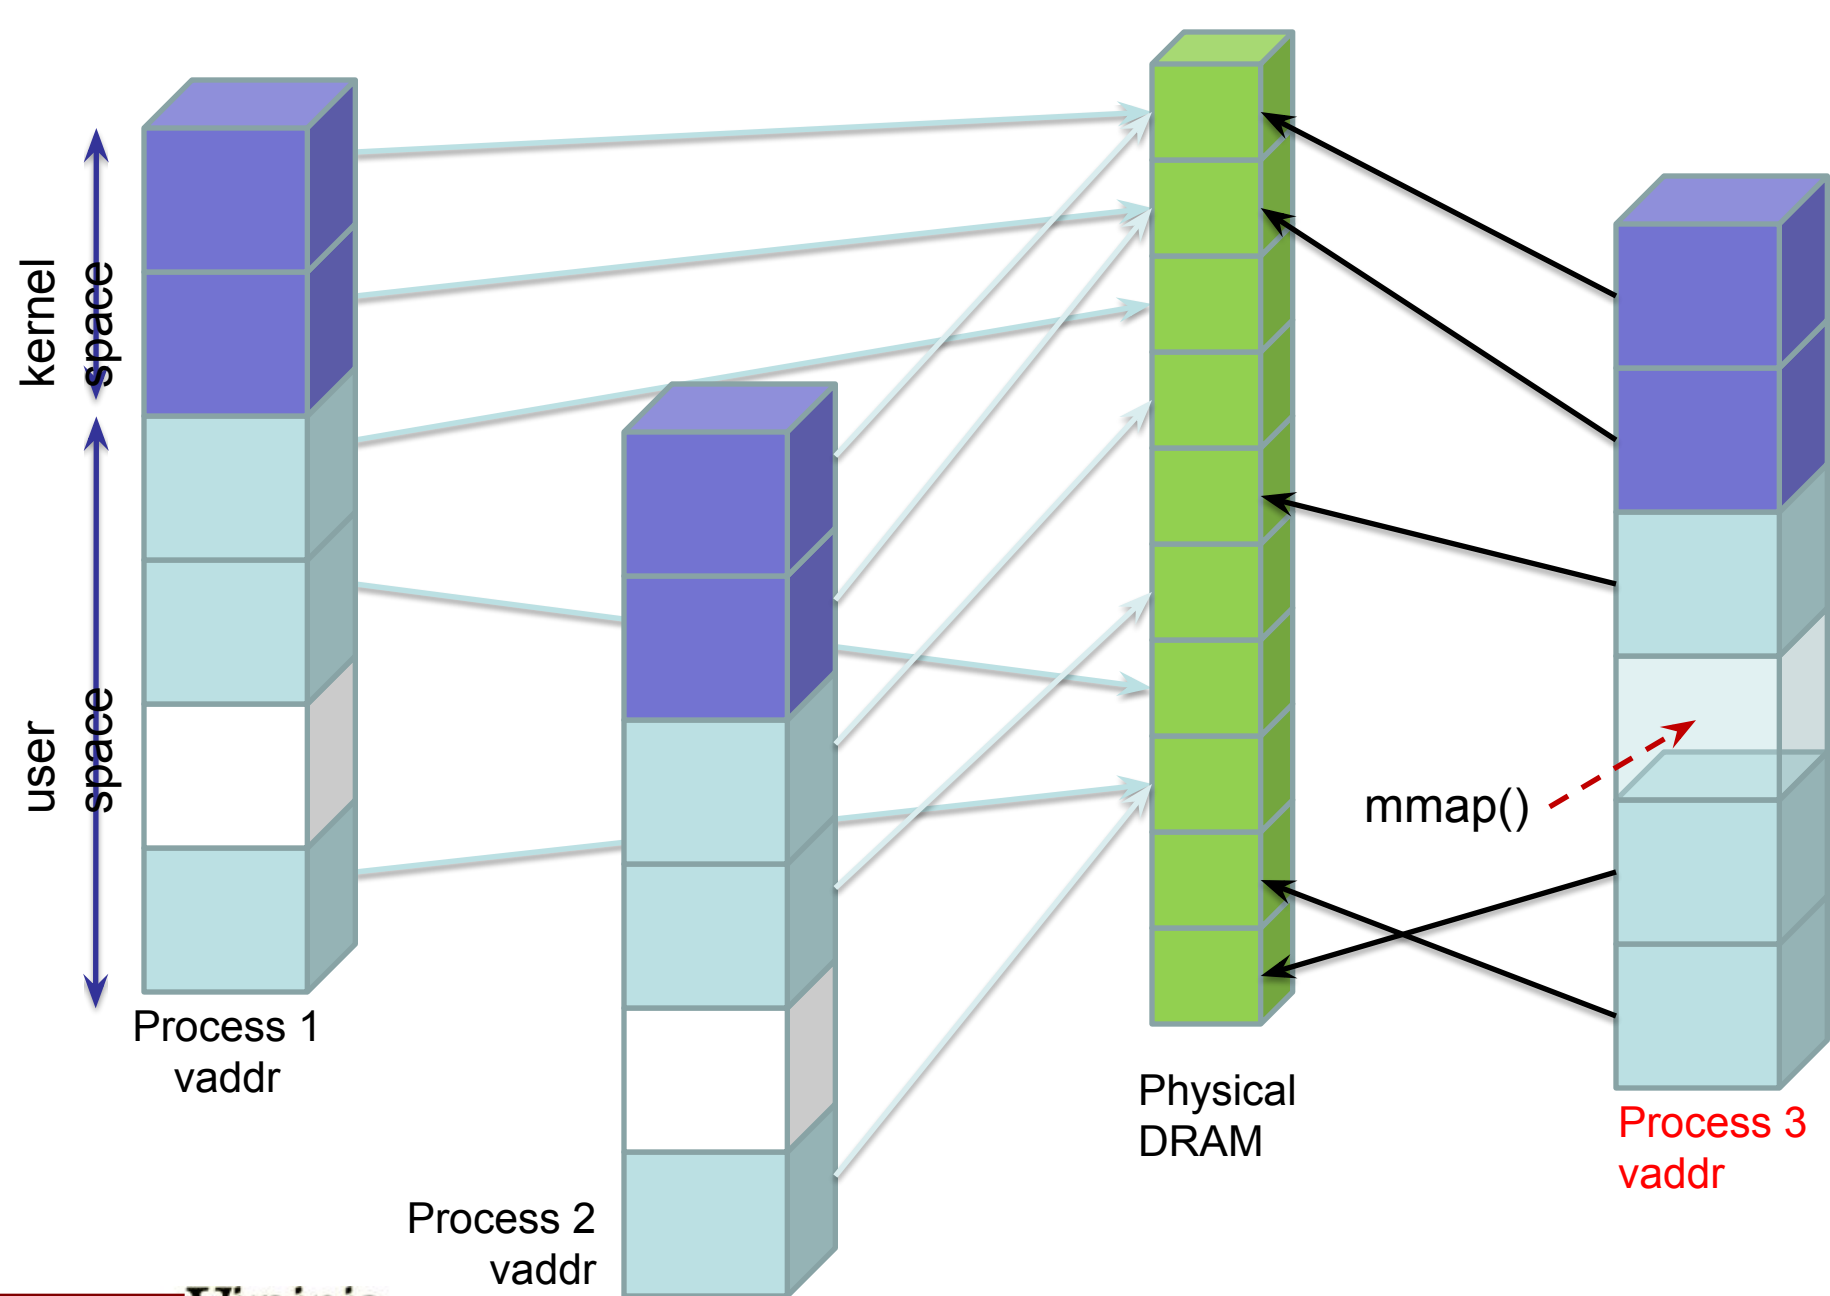 kernel
space
user
space
Process 1
vaddr
Process 2
vaddr
Physical
DRAM
mmap()
Process 3
vaddr